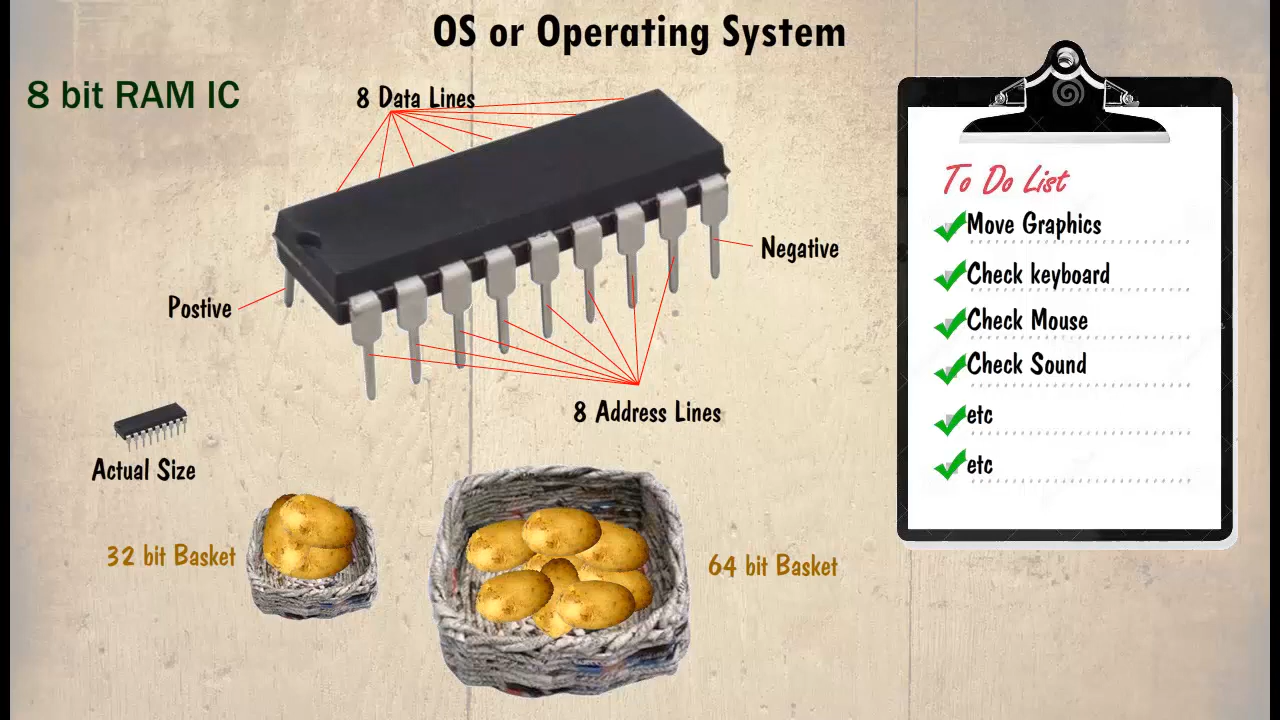 OS or Operating System
8 bit RAM IC
8 Data Lines
Negative
Postive
8 Address Lines
Actual Size
32 bit Basket
64 bit Basket
To Do List
Move Graphics
Check keyboard
Check Mouse
Check Sound
etc
etc